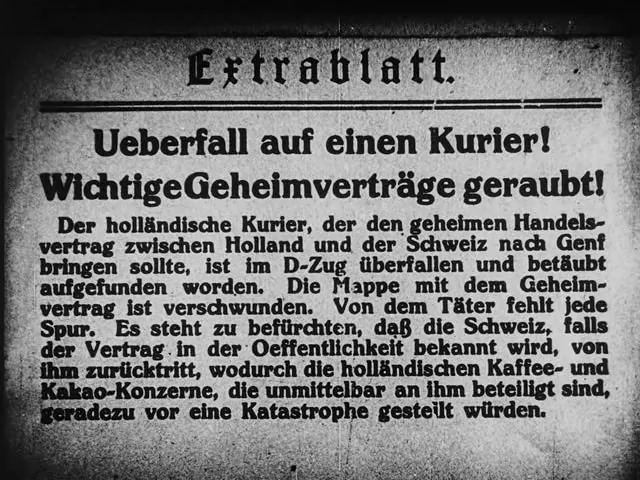 Extrablatt.
Ueberfall auf einen Kurier!
Wichtige Geheimverträge geraubt!
Der holländische Kurier, der den geheimen Handels-
vertrag zwischen Holland und der Schweiz nach Genf
bringen sollte, ist im D-Zug überfallen und betäubt
aufgefunden worden. Die Mappe mit dem Geheim-
vertrag ist verschwunden. Von dem Täter fehlt jede
Spur. Es steht zu befürchten, daß die Schweiz, falls
der Vertrag in der Oeffentlichkeit bekannt wird, von
ihm zurücktritt, wodurch die holländischen Kaffee- und
Kakao-Konzerne, die unmittelbar an ihm beteiligt sind,
geradezu vor eine Katastrophe gestellt würden.